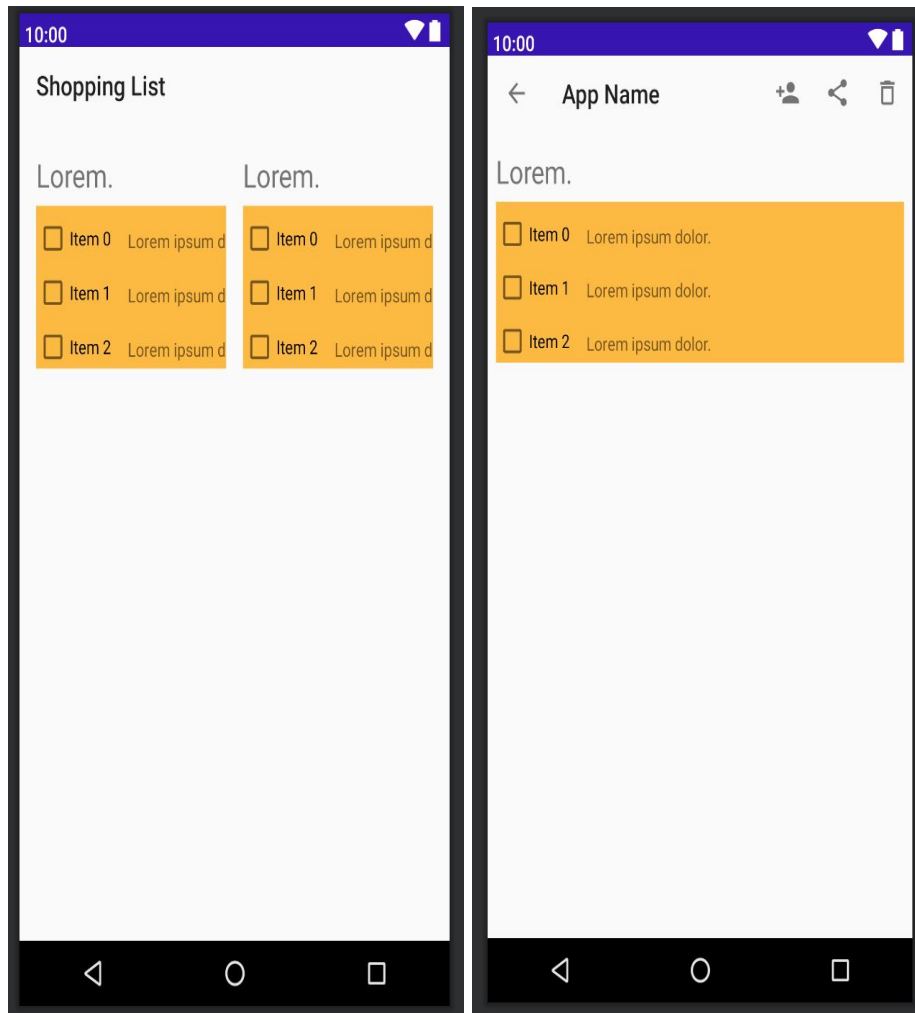 10:00
Shopping List
Lorem. Lorem.
Item 0 Lorem ipsum d Item 0 Lorem ipsum d
Item 1 Lorem ipsum d Item 1 Lorem ipsum d
Item 2 Lorem ipsum d Item 2 Lorem ipsum d
10:00
App Name
Lorem.
Item 0 Lorem ipsum dolor.
Item 1 Lorem ipsum dolor.
Item 2 Lorem ipsum dolor.